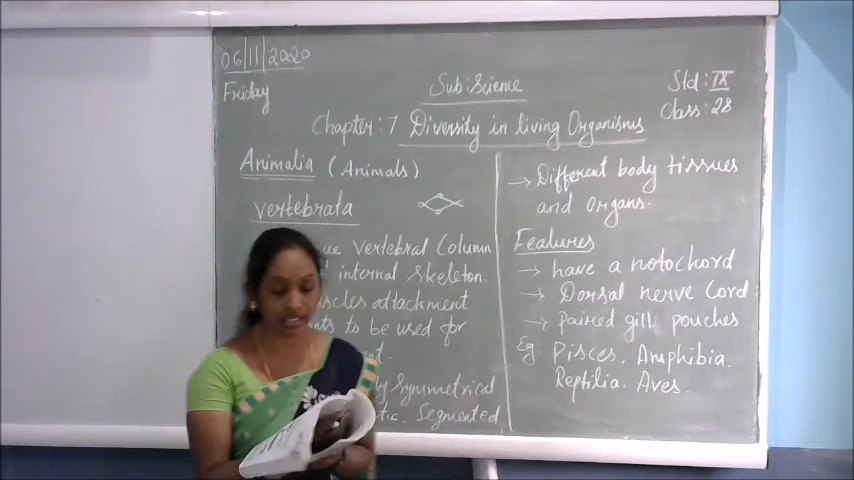 06/11/2020
Friday
Sub: Science
Std: IX
Class: 28
Chapter: 7 Diversity in living Organisms
Animalia (Animals)
Vertebrata
Vertebral Column
internal skeleton.
attachment
to be used for
Symmetrical
Segmented
→ Different body tissues
and organs.
Features
→ have a Notochord
→ Dorsal nerve Cord
→ Paired gill pouches
Eg Pisces, Amphibia.
Reptilia. Aves.